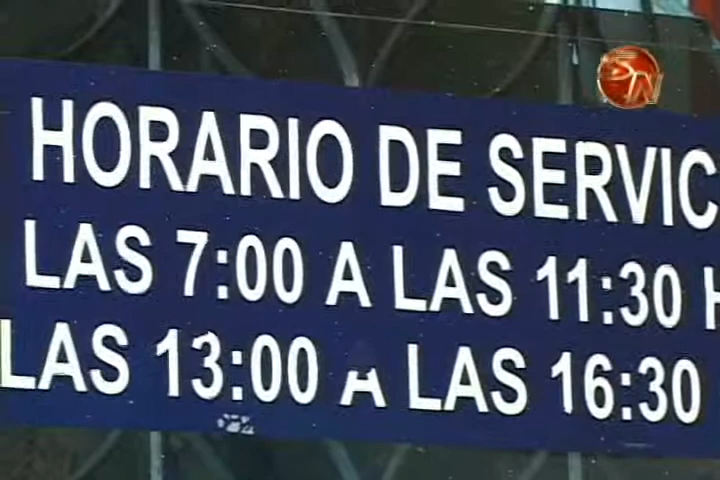 HORARIO DE SERVIC
LAS 7:00 A LAS 11:30 H
LAS 13:00 A LAS 16:30